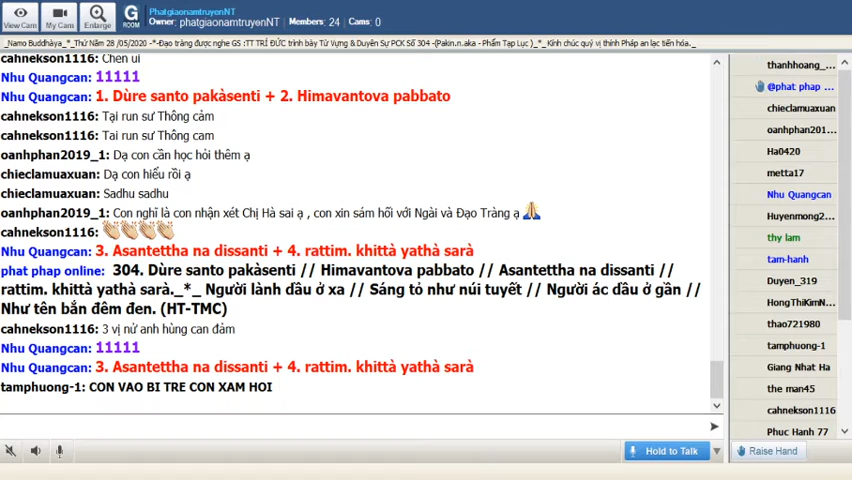 View Cam
My Cam
Enlarge
G
ROOM
PhatgiaonamtruyenNT
Owner: phatgiaonamtruyenNT Members: 24 Cams: 0
_Namo Buddhàya_*_Thứ Năm 28 /05/2020 -*-Đạo tràng được nghe GS :TT TRÍ ĐỨC trình bày Từ Vựng & Duyên Sự PCK Số 304 -(Pakin.n.aka - Phẩm Tạp Lục )_*_ Kính chúc quý vị thính Pháp an lạc tiến hóa._
cahnekson1116: Chen ui
Nhu Quangcan: 11111
Nhu Quangcan: 1. Dùre santo pakàsenti + 2. Himavantova pabbato
cahnekson1116: Tại run sư Thông cảm
cahnekson1116: Tai run sư Thông cam
oanhphan2019_1: Dạ con cần học hỏi thêm ạ
chieclamuaxuan: Dạ con hiểu rồi ạ
chieclamuaxuan: Sadhu sadhu
oanhphan2019_1: Con nghĩ là con nhận xét Chị Hà sai ạ , con xin sám hối với Ngài và Đạo Tràng ạ
cahnekson1116:
Nhu Quangcan: 3. Asantettha na dissanti + 4. rattim. khittà yathà sarà
phat phap online: 304. Dùre santo pakàsenti // Himavantova pabbato // Asantettha na dissanti //
rattim. khittà yathà sarà._*_ Người lành dầu ở xa // Sáng tỏ như núi tuyết // Người ác dầu ở gần //
Như tên bắn đêm đen. (HT-TMC)
cahnekson1116: 3 vị nứ anh hùng can đảm
Nhu Quangcan: 11111
Nhu Quangcan: 3. Asantettha na dissanti + 4. rattim. khittà yathà sarà
tamphuong-1: CON VAO BI TRE CON XAM HOI
Hold to Talk
thanhhoang_...
@phat phap ...
chieclamuaxuan
oanhphan201...
Ha0420
metta17
Nhu Quangcan
Huyenmong2...
thy lam
tam-hanh
Duyen_319
HongThiKimN...
thao721980
tamphuong-1
Giang Nhat Ha
the man45
cahnekson1116
Phuc Hanh 77
Raise Hand